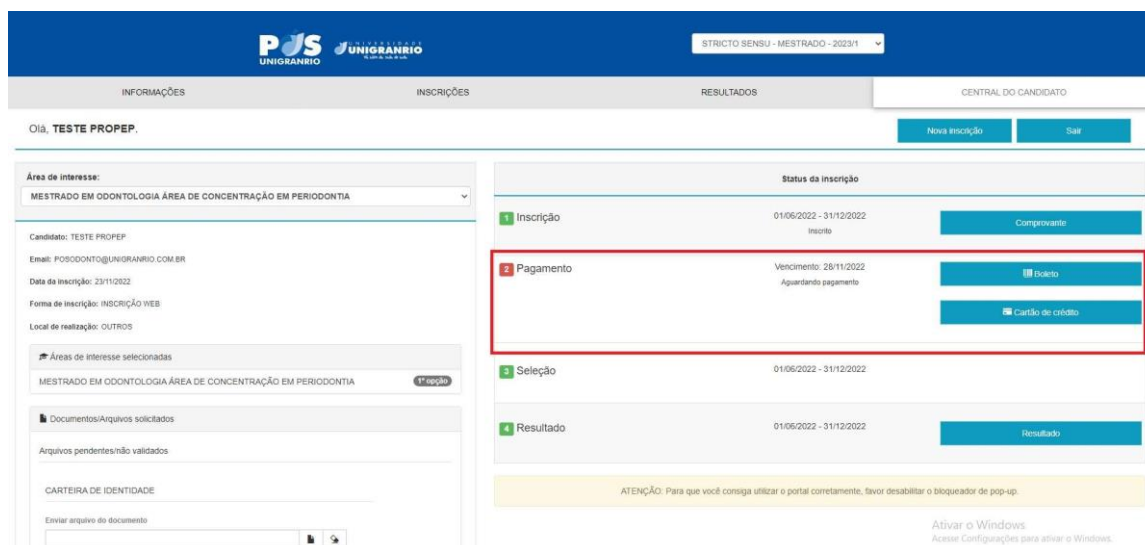 PÓS
UNIGRANRIO
UNIVERSIDADE
UNIGRANRIO
STRICTO SENSU - MESTRADO - 2023/1
INFORMAÇÕES
INSCRIÇÕES
RESULTADOS
CENTRAL DO CANDIDATO
Olá, TESTE PROPEP.
Nova inscrição
Sair
Área de interesse:
MESTRADO EM ODONTOLOGIA ÁREA DE CONCENTRAÇÃO EM PERIODONTIA
Candidato: TESTE PROPEP
Email: POSODONTO@UNIGRANRIO.COM.BR
Data da inscrição: 23/11/2022
Forma de inscrição: INSCRIÇÃO WEB
Local de realização: OUTROS
Áreas de interesse selecionadas
MESTRADO EM ODONTOLOGIA ÁREA DE CONCENTRAÇÃO EM PERIODONTIA 1ª opção
Documentos/Arquivos solicitados
Arquivos pendentes/não validados
CARTEIRA DE IDENTIDADE
Enviar arquivo do documento
Status da inscrição
1 Inscrição 01/06/2022 - 31/12/2022 Comprovante
Inscrito
2 Pagamento Vencimento: 28/11/2022 Boleto
Aguardando pagamento
Cartão de crédito
3 Seleção 01/06/2022 - 31/12/2022
4 Resultado 01/06/2022 - 31/12/2022 Resultado
ATENÇÃO: Para que você consiga utilizar o portal corretamente, favor desabilitar o bloqueador de pop-up.
Ativar o Windows
Acesse Configurações para ativar o Windows.